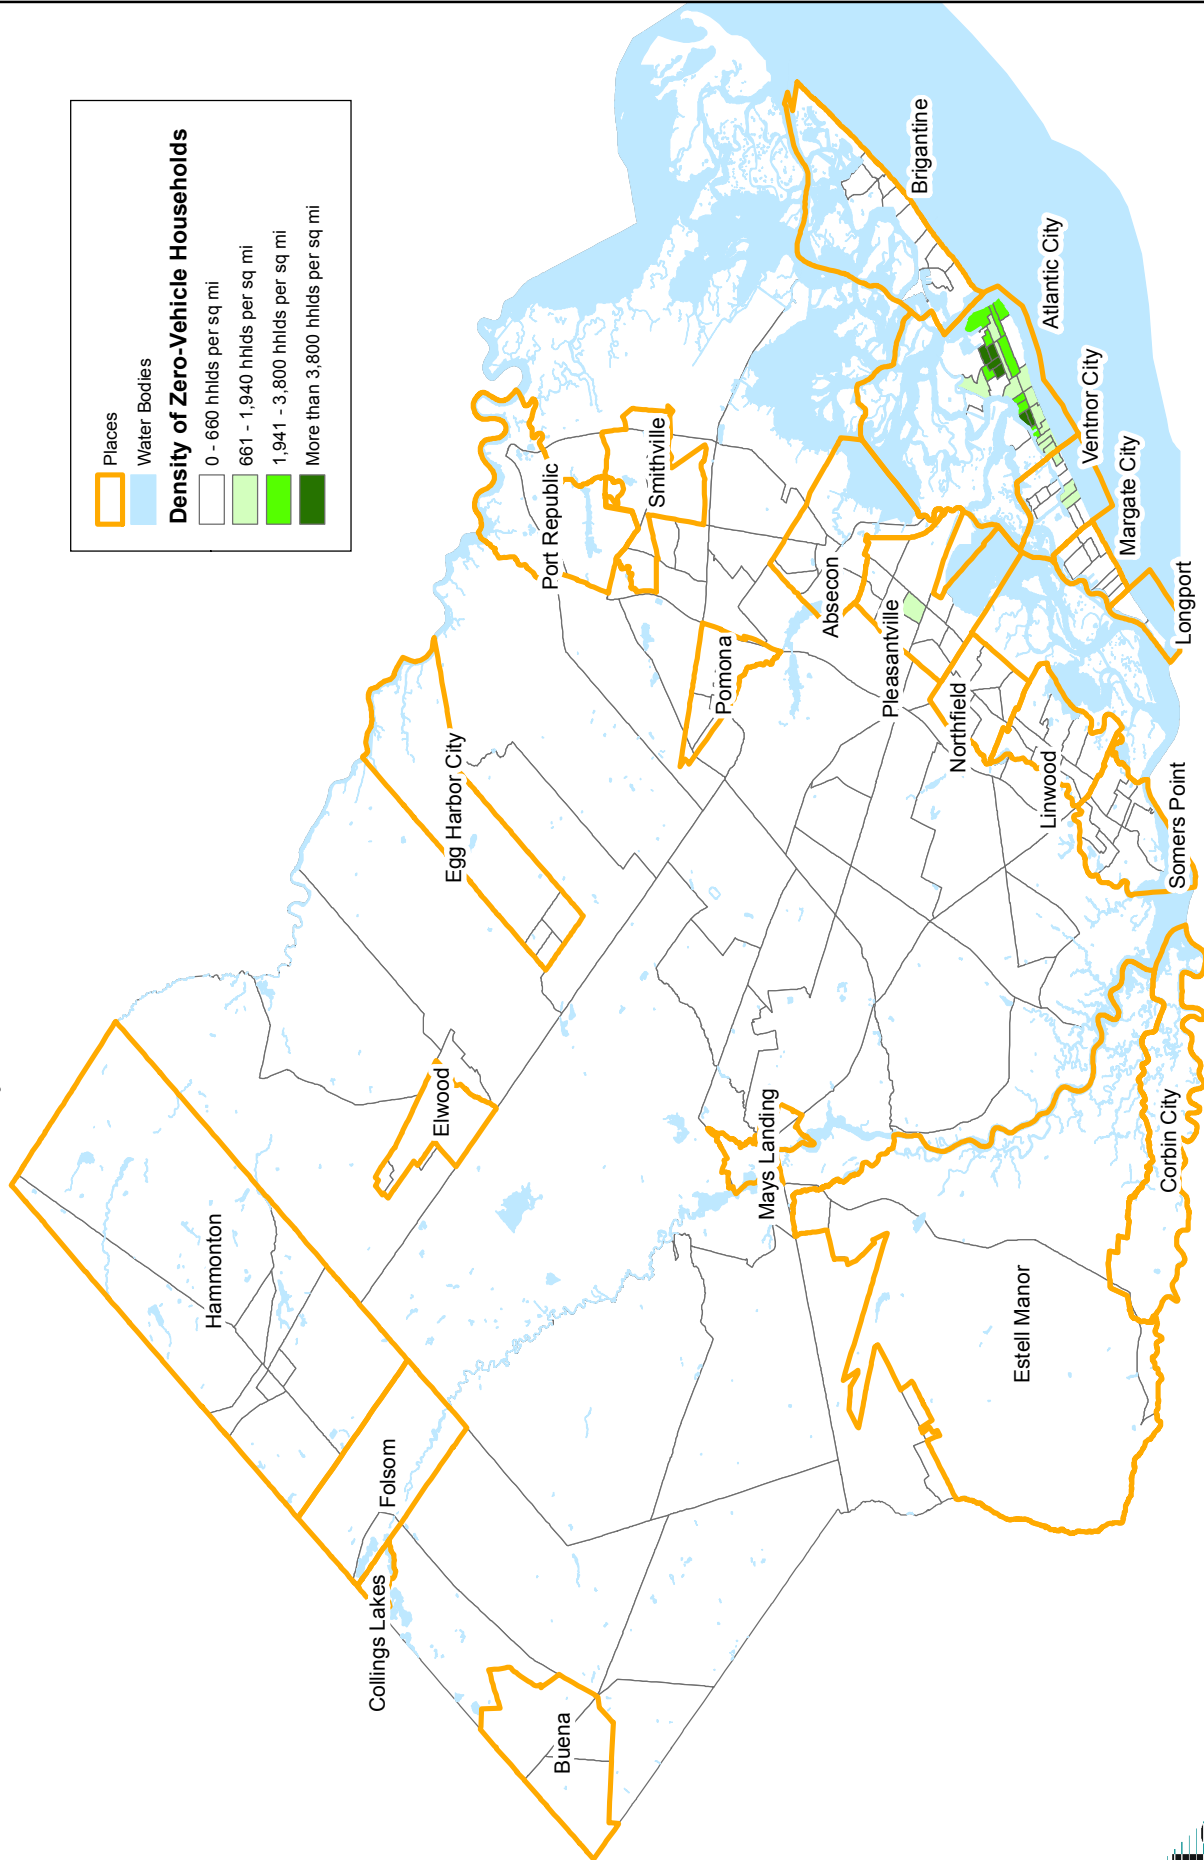 Places
Water Bodies
Density of Zero-Vehicle Households
0 - 660 hhlds per sq mi
661 - 1,940 hhlds per sq mi
1,941 - 3,800 hhlds per sq mi
More than 3,800 hhlds per sq mi
Hammonton
Folsom
Collings Lakes
Buena
Elwood
Egg Harbor City
Port Republic
Smithville
Pomona
Absecon
Pleasantville
Northfield
Linwood
Somers Point
Brigantine
Atlantic City
Ventnor City
Margate City
Longport
Mays Landing
Estell Manor
Corbin City